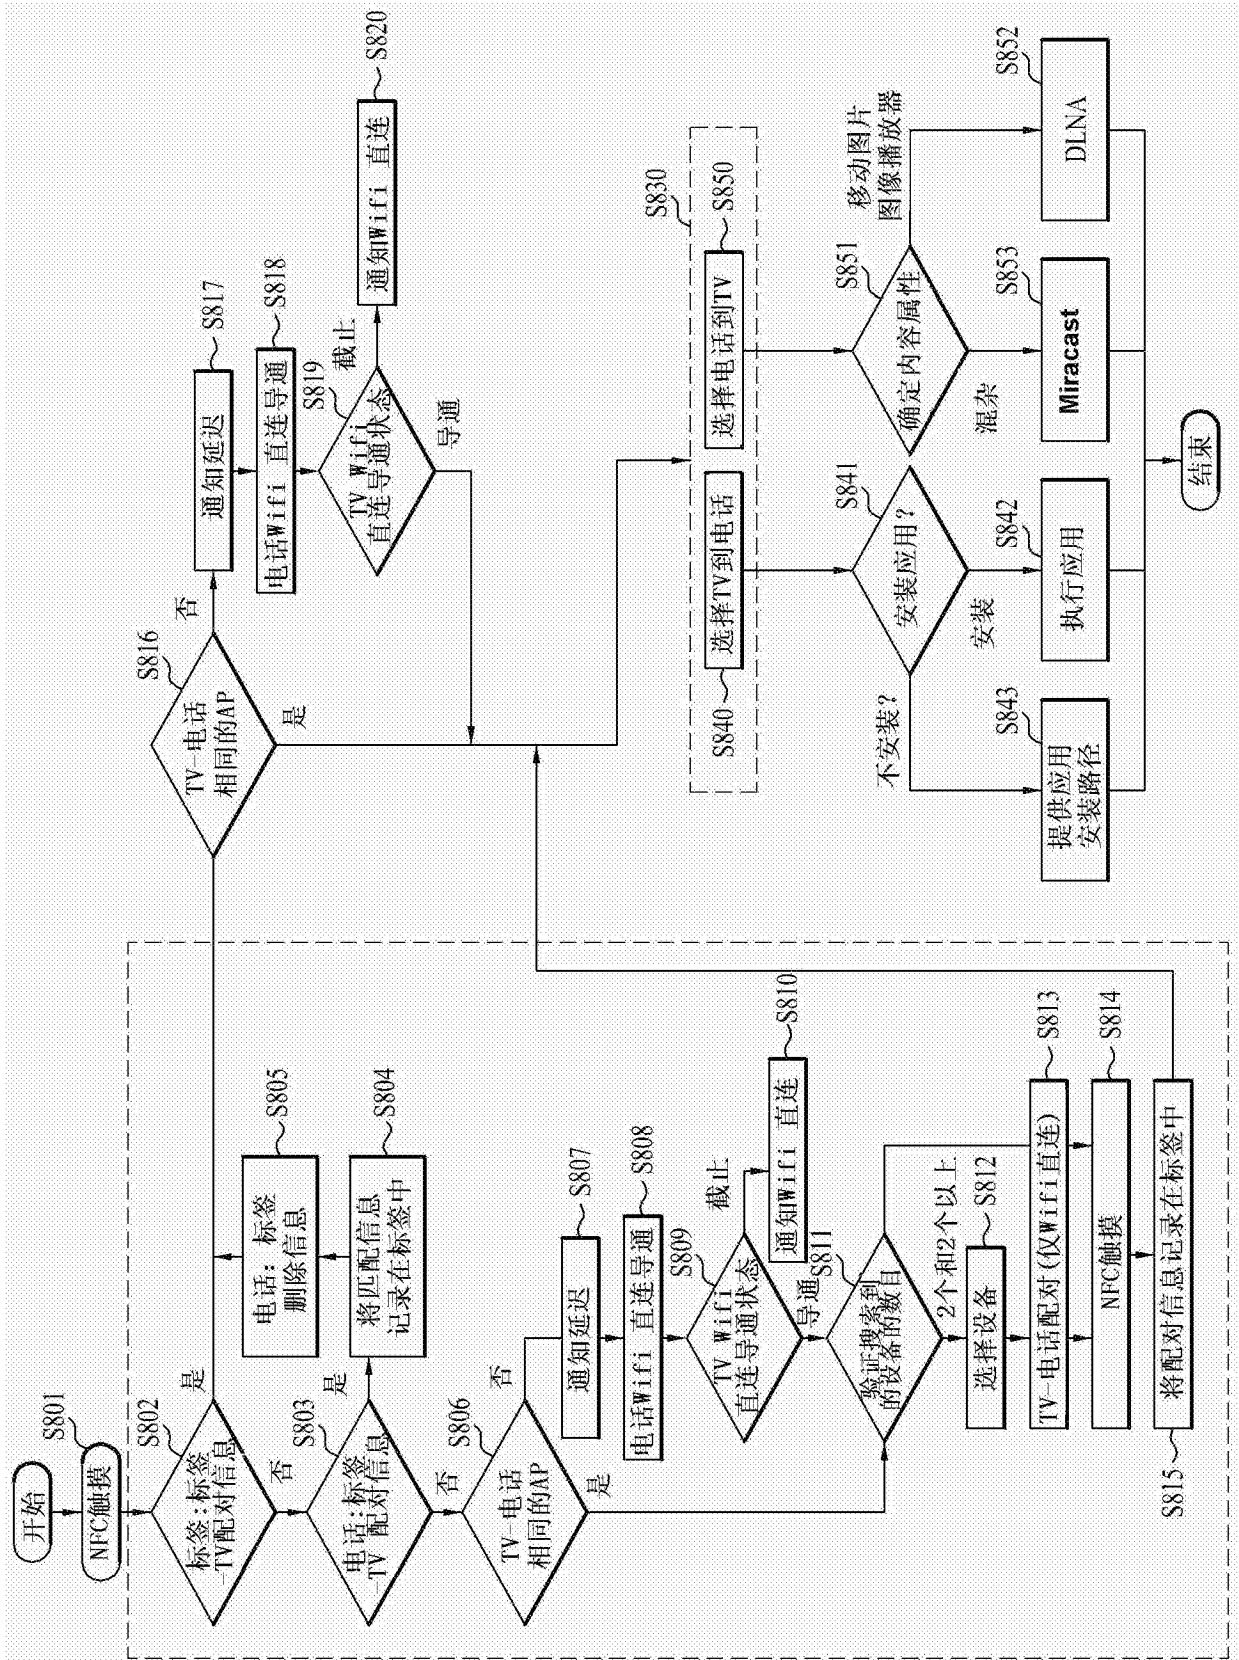 开始
NFC触摸
S801
标签:标签
-TV配对信息
S802
是
否
电话:标签
-TV 配对信息
S803
是
否
将匹配信息
记录在标签中
S804
电话: 标签
删除信息
S805
TV-电话
相同的AP
S806
否
是
通知延迟
S807
电话Wifi 直连导通
S808
TV Wifi
直连导通状态
S809
截止
导通
通知Wifi 直连
S810
验证搜索到
的设备的数目
S811
2个和2个以上
选择设备
S812
TV-电话配对(仅Wifi直连)
S813
NFC触摸
S814
将配对信息记录在标签中
S815
TV-电话
相同的AP
S816
否
是
通知延迟
S817
电话Wifi 直连导通
S818
TV Wifi
直连导通状态
S819
截止
导通
通知Wifi 直连
S820
S830
选择TV到电话
S840
选择电话到TV
S850
安装应用?
S841
不安装?
安装
执行应用
S842
提供应用
安装路径
S843
确定内容属性
S851
移动图片
图像播放器
混杂
DLNA
S852
Miracast
S853
结束